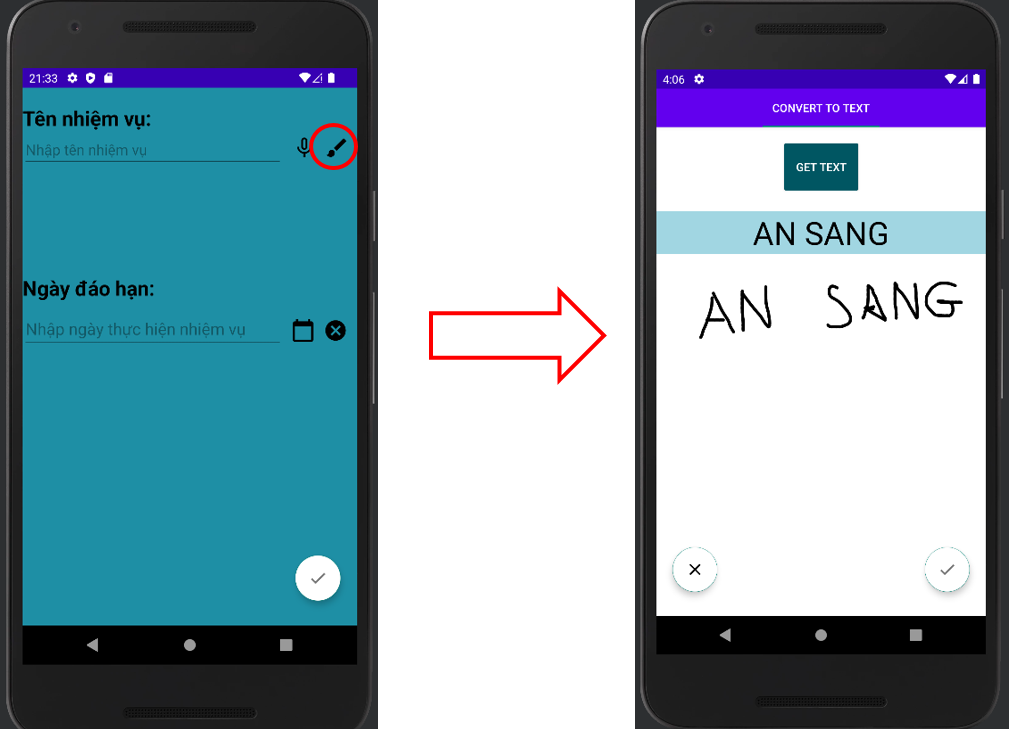 21:33
Tên nhiệm vụ:
Nhập tên nhiệm vụ
Ngày đáo hạn:
Nhập ngày thực hiện nhiệm vụ
4:06
CONVERT TO TEXT
GET TEXT
AN SANG
AN SANG